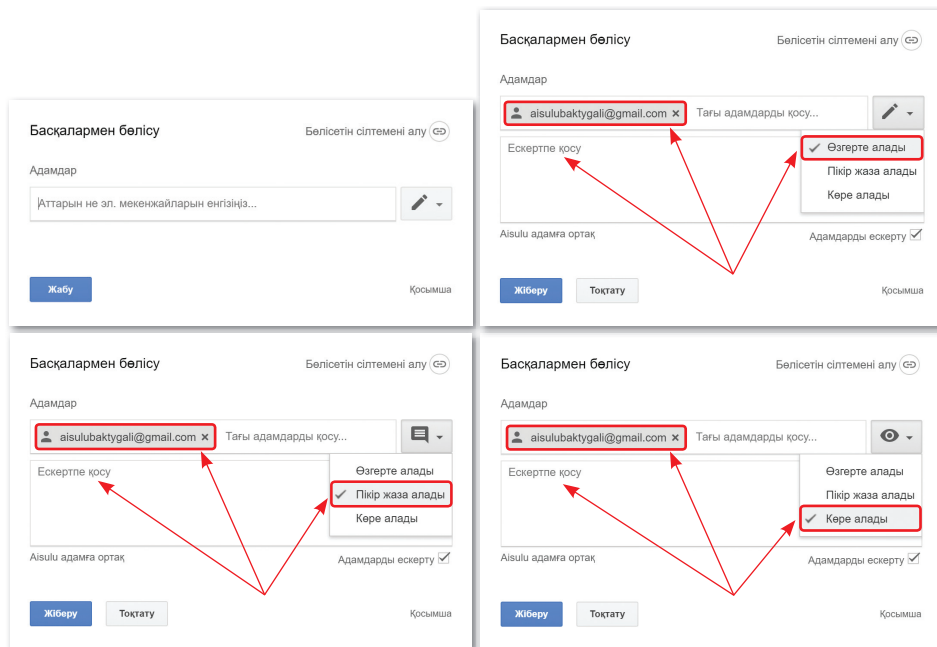 Басқалармен бөлісу
Бөлісетін сілтемені алу
Адамдар
Аттарын не эл. мекенжайларын енгізіңіз...
Жабу
Қосымша
Басқалармен бөлісу
Бөлісетін сілтемені алу
Адамдар
aisulubaktygali@gmail.com ×
Тағы адамдарды қосу...
Ескертпе қосу
Өзгерте алады
Пікір жаза алады
Көре алады
Aisulu адамға ортақ
Адамдарды ескерту
Жіберу
Тоқтату
Қосымша
Басқалармен бөлісу
Бөлісетін сілтемені алу
Адамдар
aisulubaktygali@gmail.com ×
Тағы адамдарды қосу...
Ескертпе қосу
Өзгерте алады
Пікір жаза алады
Көре алады
Aisulu адамға ортақ
Адамдарды ескерту
Жіберу
Тоқтату
Қосымша
Басқалармен бөлісу
Бөлісетін сілтемені алу
Адамдар
aisulubaktygali@gmail.com ×
Тағы адамдарды қосу...
Ескертпе қосу
Өзгерте алады
Пікір жаза алады
Көре алады
Aisulu адамға ортақ
Адамдарды ескерту
Жіберу
Тоқтату
Қосымша